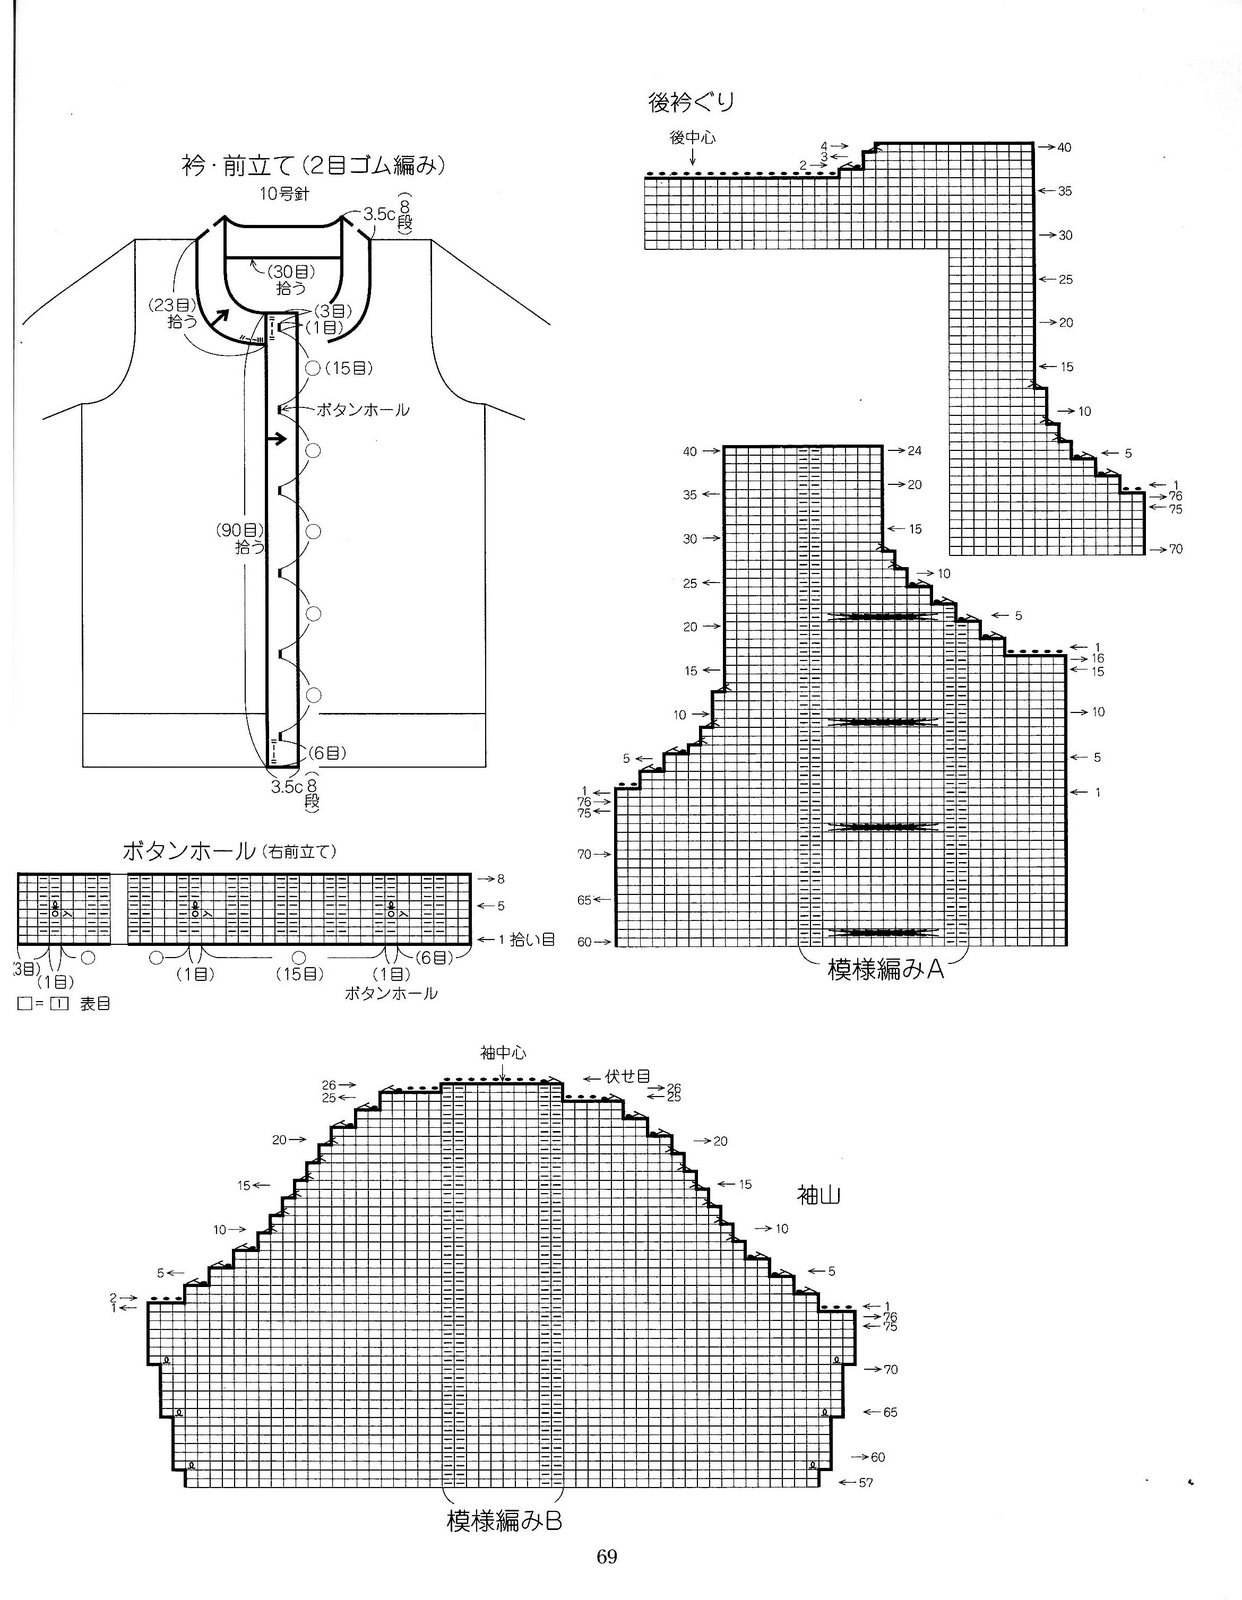 後衿ぐり
後中心
4
3
2
40
35
30
25
20
15
10
5
1
76
75
70
衿・前立て(2目ゴム編み)
10号針
3.5c(8段)
(30目)
拾う
(23目)
拾う
(3目)
(1目)
(15目)
ボタンホール
(90目)
拾う
(6目)
3.5c(8段)
40
35
30
25
20
15
10
5
1
76
75
70
65
60
24
20
15
10
5
1
16
15
10
5
1
模様編みA
ボタンホール(右前立て)
8
5
1 拾い目
3目)
(1目)
(1目)
(15目)
(1目)
(6目)
ボタンホール
□=| 表目
袖中心
伏せ目
26
25
20
15
10
5
2
1
26
25
20
15
10
5
1
76
75
70
65
60
57
袖山
模様編みB
69